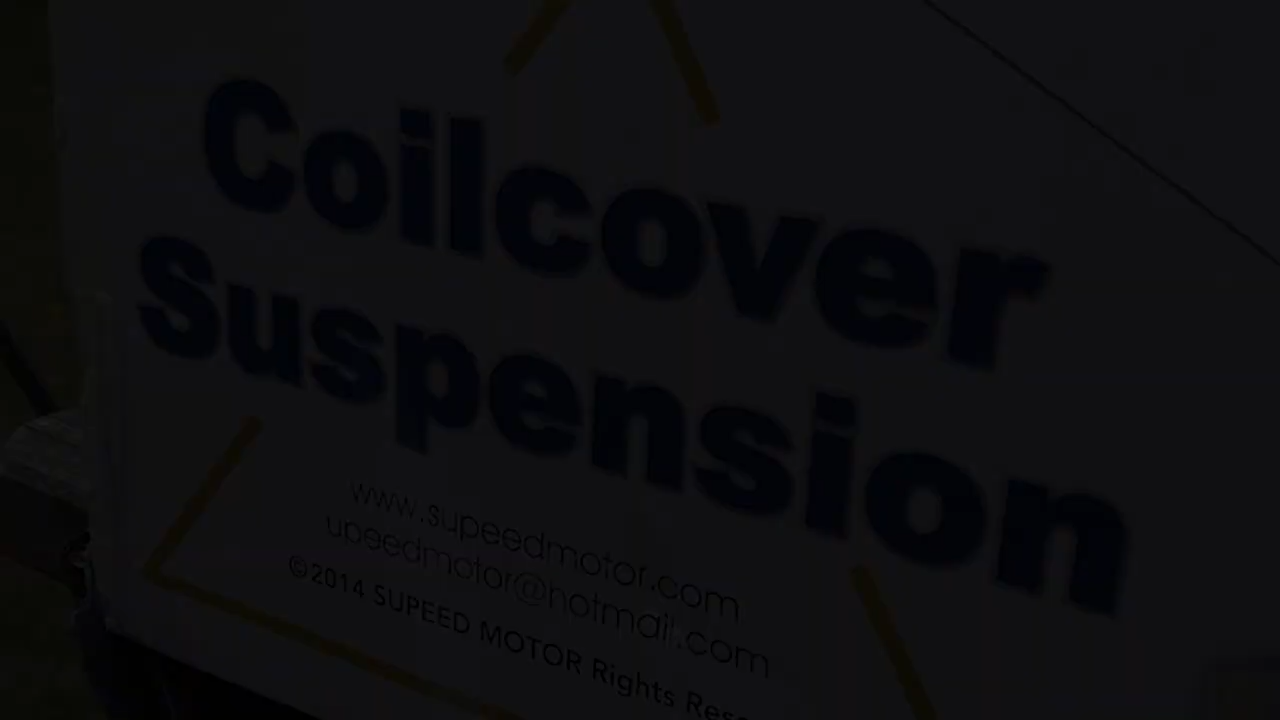 Coilcover
Suspension
www.supeedmotor.com
upeedmotor@hotmail.com
©2014 SUPEED MOTOR Rights